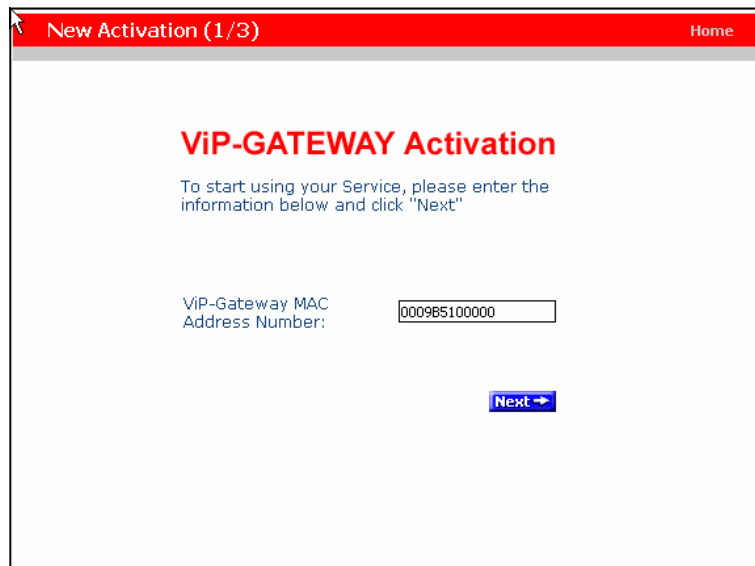 New Activation (1/3)
Home
ViP-GATEWAY Activation
To start using your Service, please enter the
information below and click "Next"
ViP-Gateway MAC
Address Number:
0009B5100000
Next